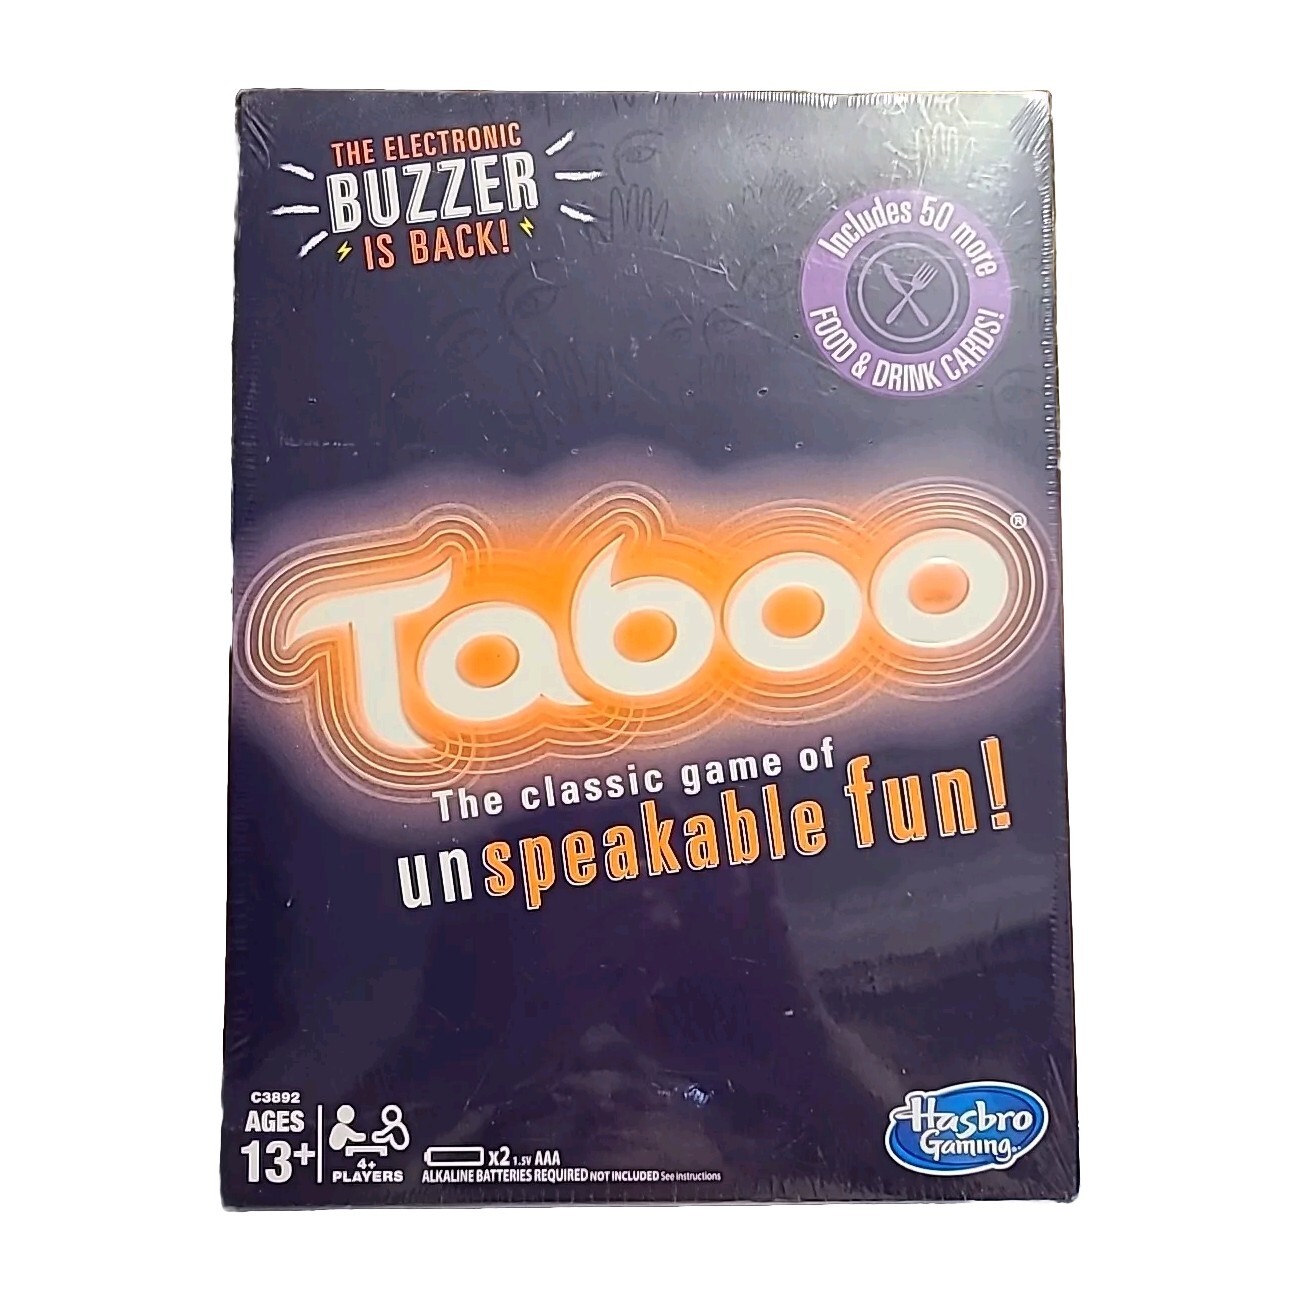 THE ELECTRONIC
BUZZER
IS BACK!
Includes 50 more
FOOD & DRINK CARDS!
Taboo®
The classic game of
unspeakable fun!
C3892
AGES
13+
4+
PLAYERS
x2 1.5V AAA
ALKALINE BATTERIES REQUIRED NOT INCLUDED See instructions
Hasbro
Gaming